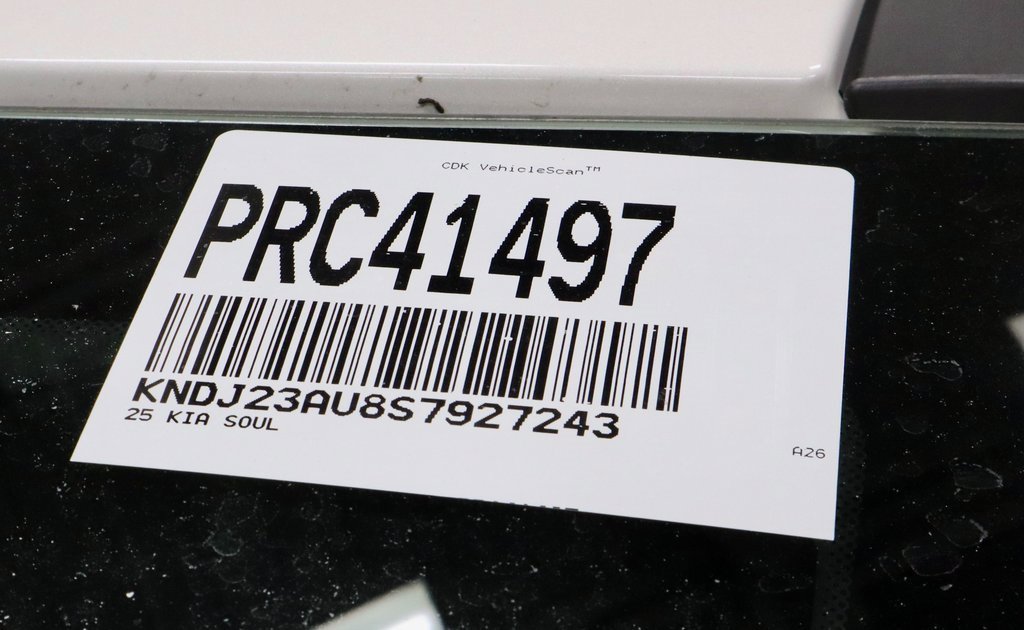 CDK VehicleScan™
PRC41497
KNDJ23AU8S7927243
25 KIA SOUL
A26